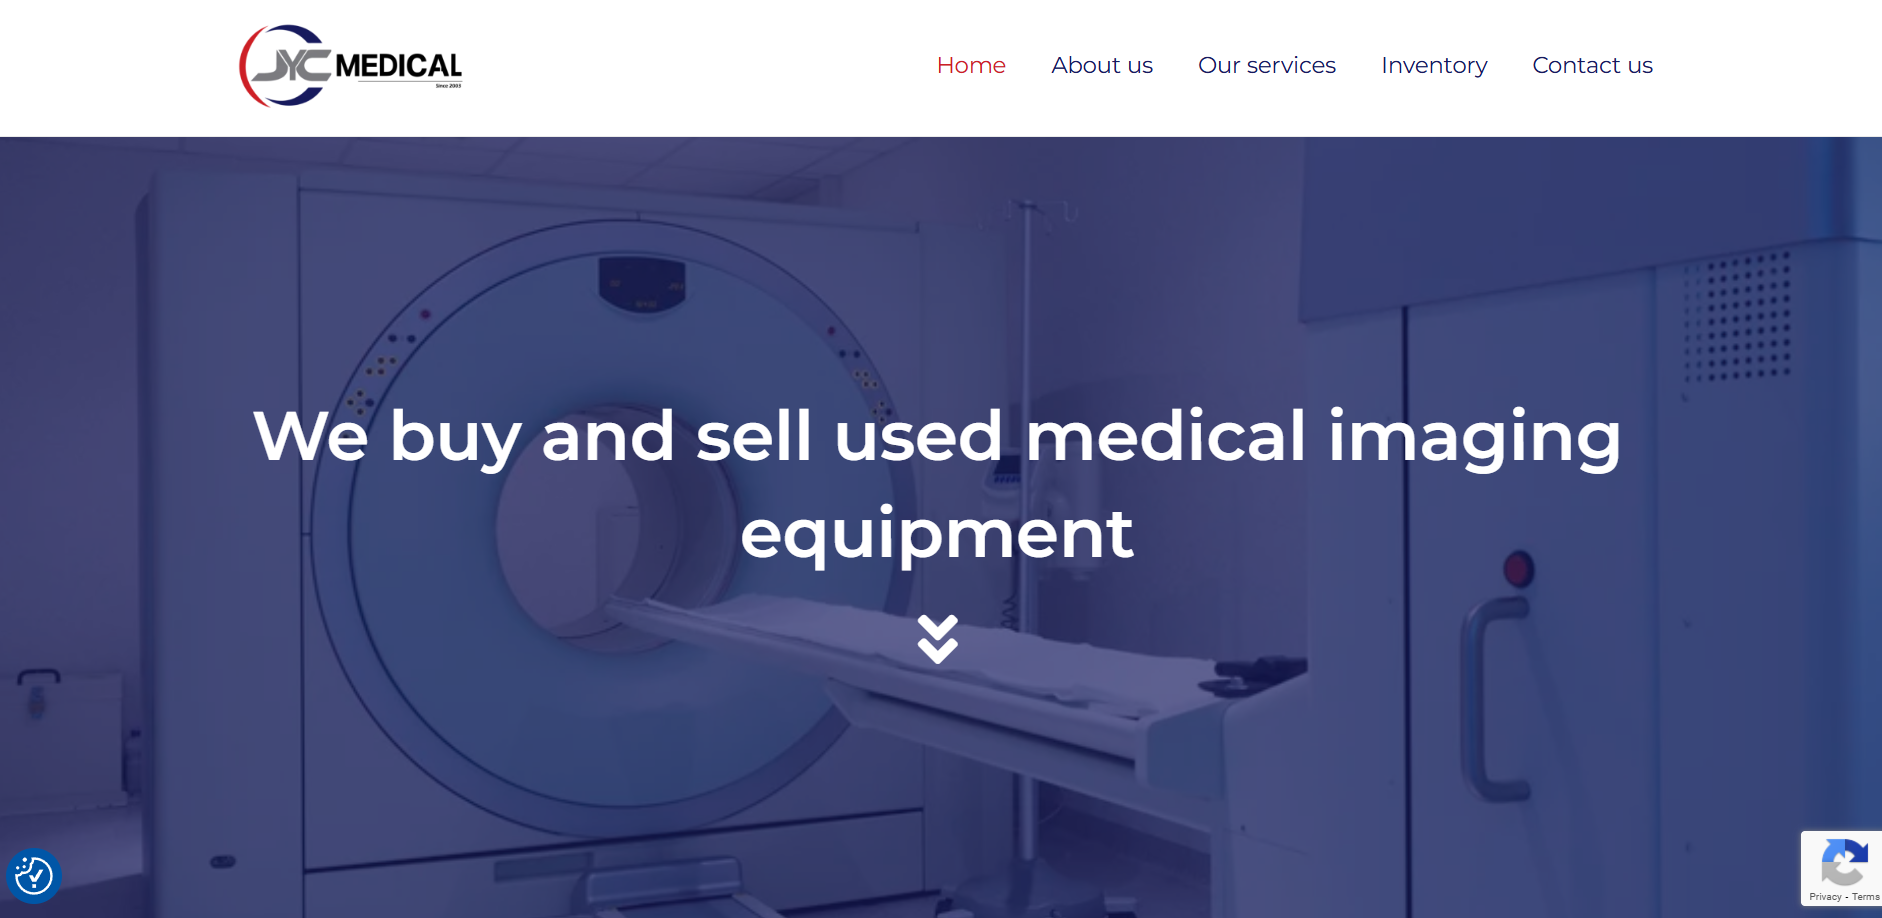 JYC MEDICAL
Since 2003
Home
About us
Our services
Inventory
Contact us
We buy and sell used medical imaging
equipment
Privacy - Terms